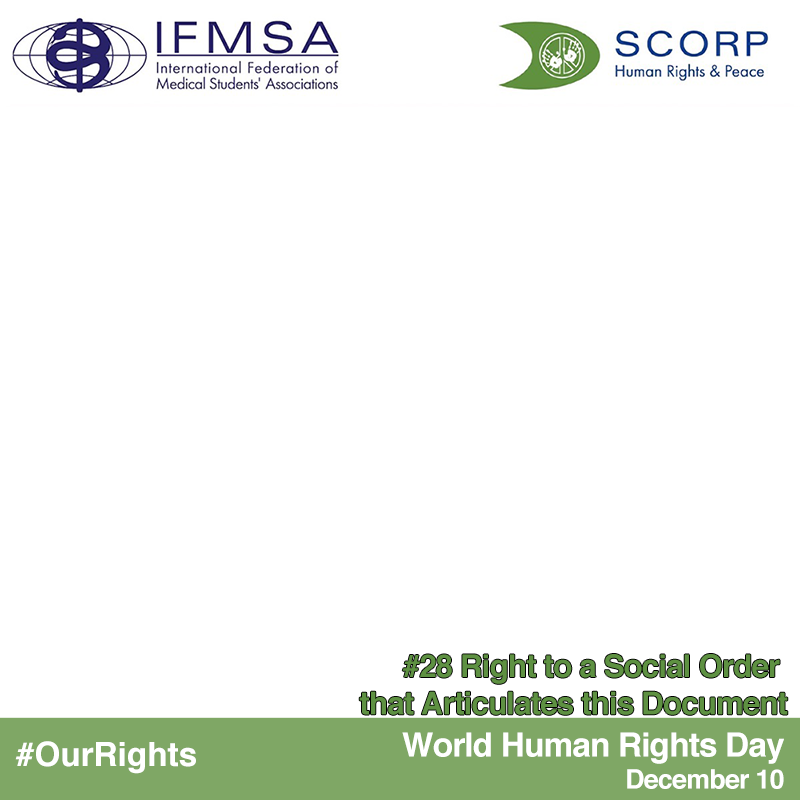 IFMSA
International Federation of
Medical Students' Associations
SCORP
Human Rights & Peace
#28 Right to a Social Order
that Articulates this Document
#OurRights
World Human Rights Day
December 10